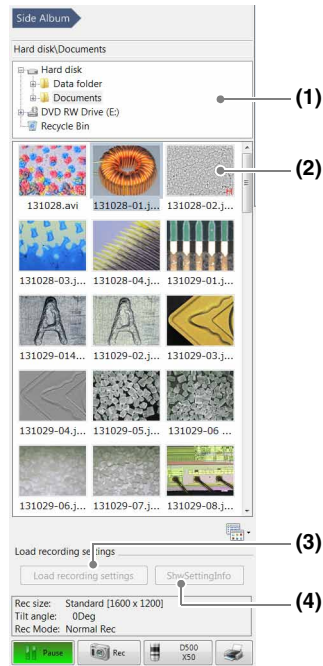 Side Album
Hard disk\Documents
Hard disk
Data folder
Documents
(1)
DVD RW Drive (E:)
Recycle Bin
(2)
H
131028.avi 131028-01.j... 131028-02.j...
131028-03.j... 131028-04.j... 131029-01.j...
131029-014... 131029-02.j... 131029-03.j...
131029-04.j... 131029-05.j... 131029-06 ...
131029-06.j... 131029-07.j... 131029-08.j...
(3)
Load recording settings
Load recording settings ShwSettingInfo
(4)
Rec size: Standard [1600 x 1200]
Tilt angle: 0Deg
Rec Mode: Normal Rec
Pause Rec D500
X50